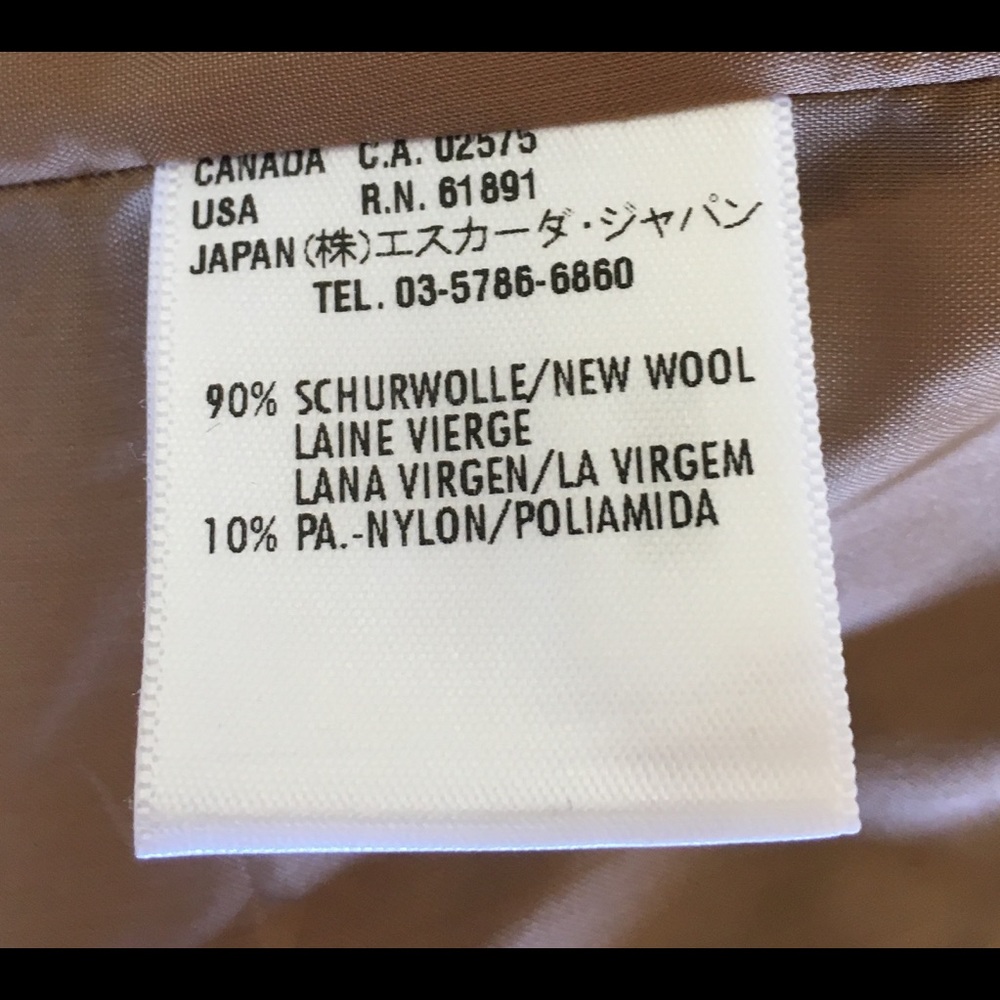 CANADA C.A. 02575
USA R.N. 61891
JAPAN (株)エスカーダ・ジャパン
TEL. 03-5786-6860
90% SCHURWOLLE/NEW WOOL
LAINE VIERGE
LANA VIRGEN/LA VIRGEM
10% PA.-NYLON/POLIAMIDA